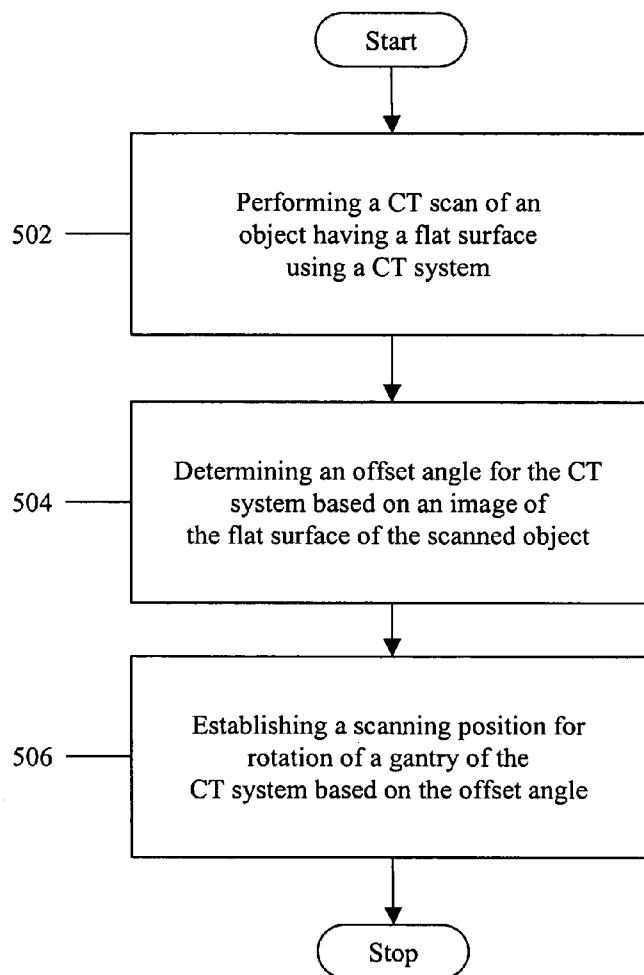 Start
502
Performing a CT scan of an
object having a flat surface
using a CT system
504
Determining an offset angle for the CT
system based on an image of
the flat surface of the scanned object
506
Establishing a scanning position for
rotation of a gantry of the
CT system based on the offset angle
Stop